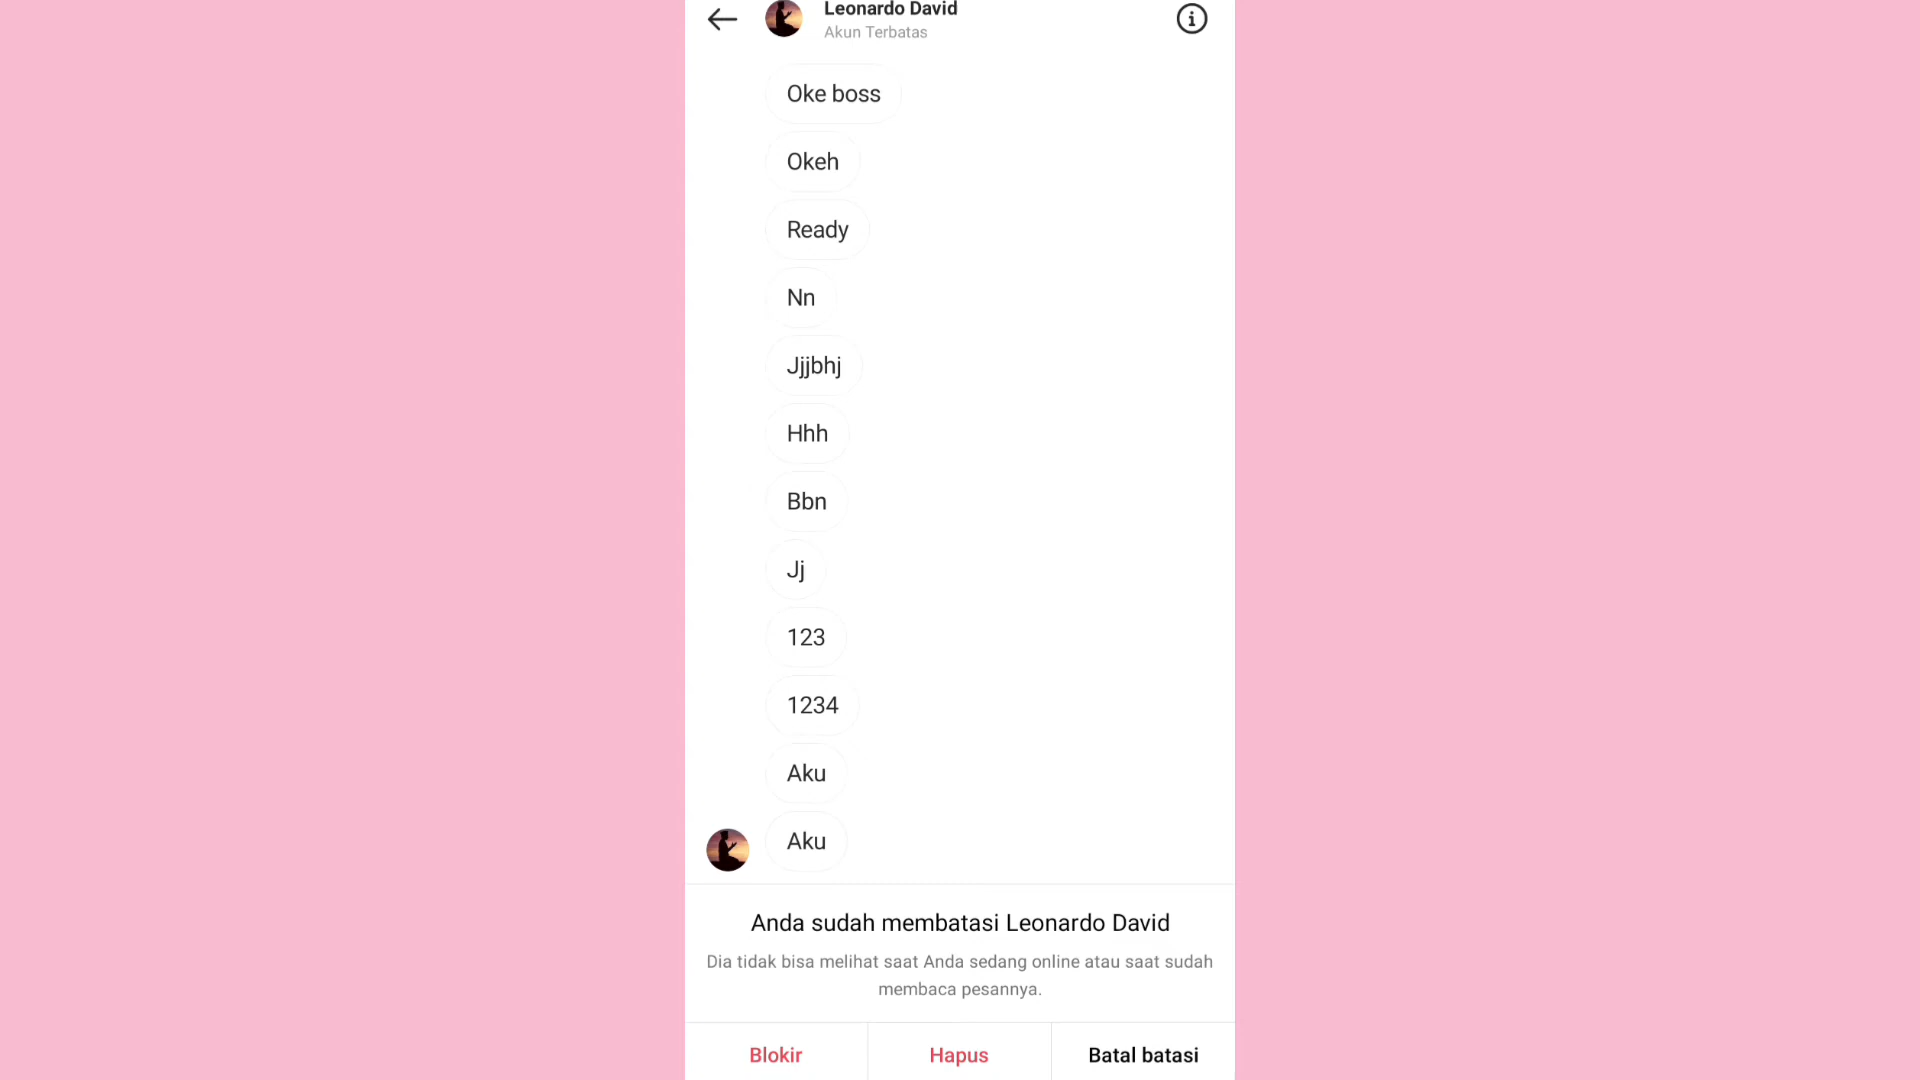 Leonardo David
Akun Terbatas
Oke boss
Okeh
Ready
Nn
Jjjbhj
Hhh
Bbn
Jj
123
1234
Aku
Aku
Anda sudah membatasi Leonardo David
Dia tidak bisa melihat saat Anda sedang online atau saat sudah
membaca pesannya.
Blokir
Hapus
Batal batasi